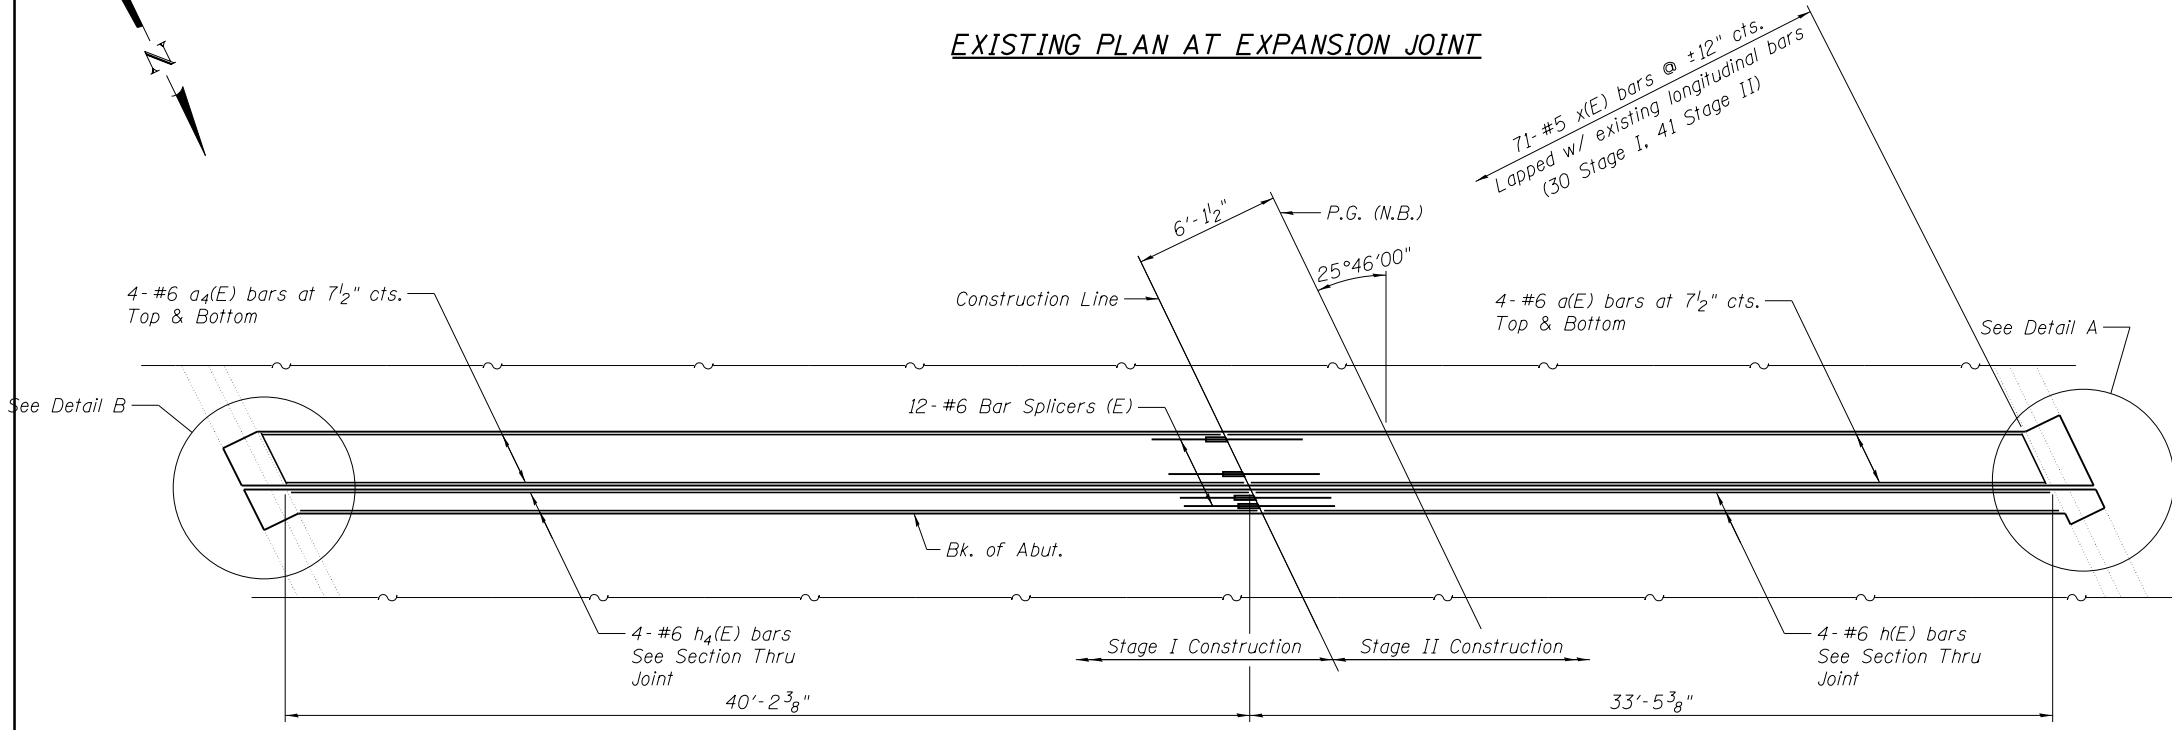 EXISTING PLAN AT EXPANSION JOINT
N
71-#5 x(E) bars @ ±12" cts.
Lapped w/ existing longitudinal bars
(30 Stage I, 41 Stage II)
6'-1½"
P.G. (N.B.)
25°46'00"
Construction Line
4-#6 a₄(E) bars at 7½" cts.
Top & Bottom
4-#6 a(E) bars at 7½" cts.
Top & Bottom
See Detail A
See Detail B
12-#6 Bar Splicers (E)
Bk. of Abut.
4-#6 h₄(E) bars
See Section Thru
Joint
Stage I Construction
Stage II Construction
4-#6 h(E) bars
See Section Thru
Joint
40'-2⅜"
33'-5⅜"